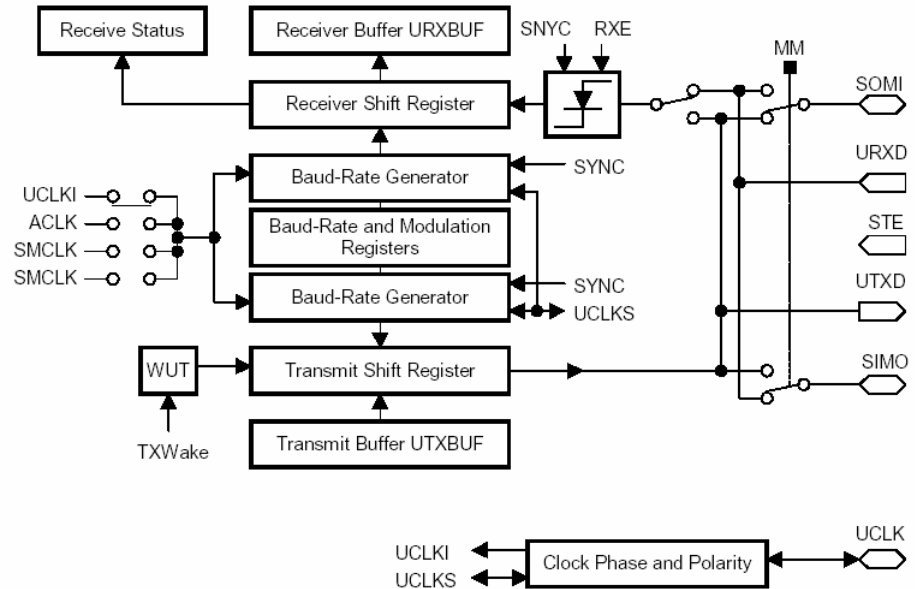 Receive Status
Receiver Buffer URXBUF
SNYC
RXE
MM
Receiver Shift Register
SOMI
Baud-Rate Generator
SYNC
URXD
UCLKI
ACLK
SMCLK
SMCLK
Baud-Rate and Modulation
Registers
STE
Baud-Rate Generator
SYNC
UCLKS
UTXD
WUT
Transmit Shift Register
SIMO
TXWake
Transmit Buffer UTXBUF
UCLKI
UCLKS
Clock Phase and Polarity
UCLK